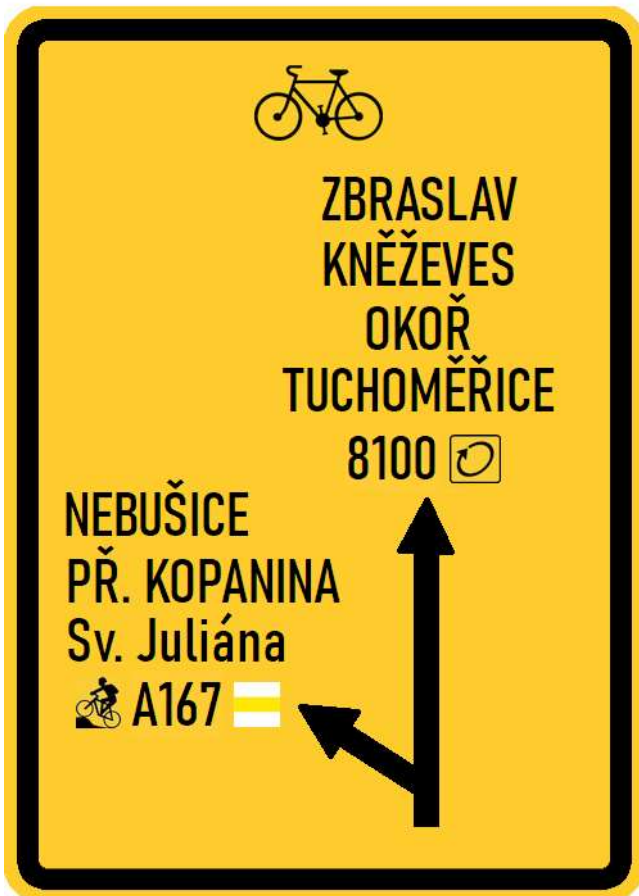 ZBRASLAV
KNĚŽEVES
OKOŘ
TUCHOMĚŘICE
8100
NEBUŠICE
PŘ. KOPANINA
Sv. Juliána
A167